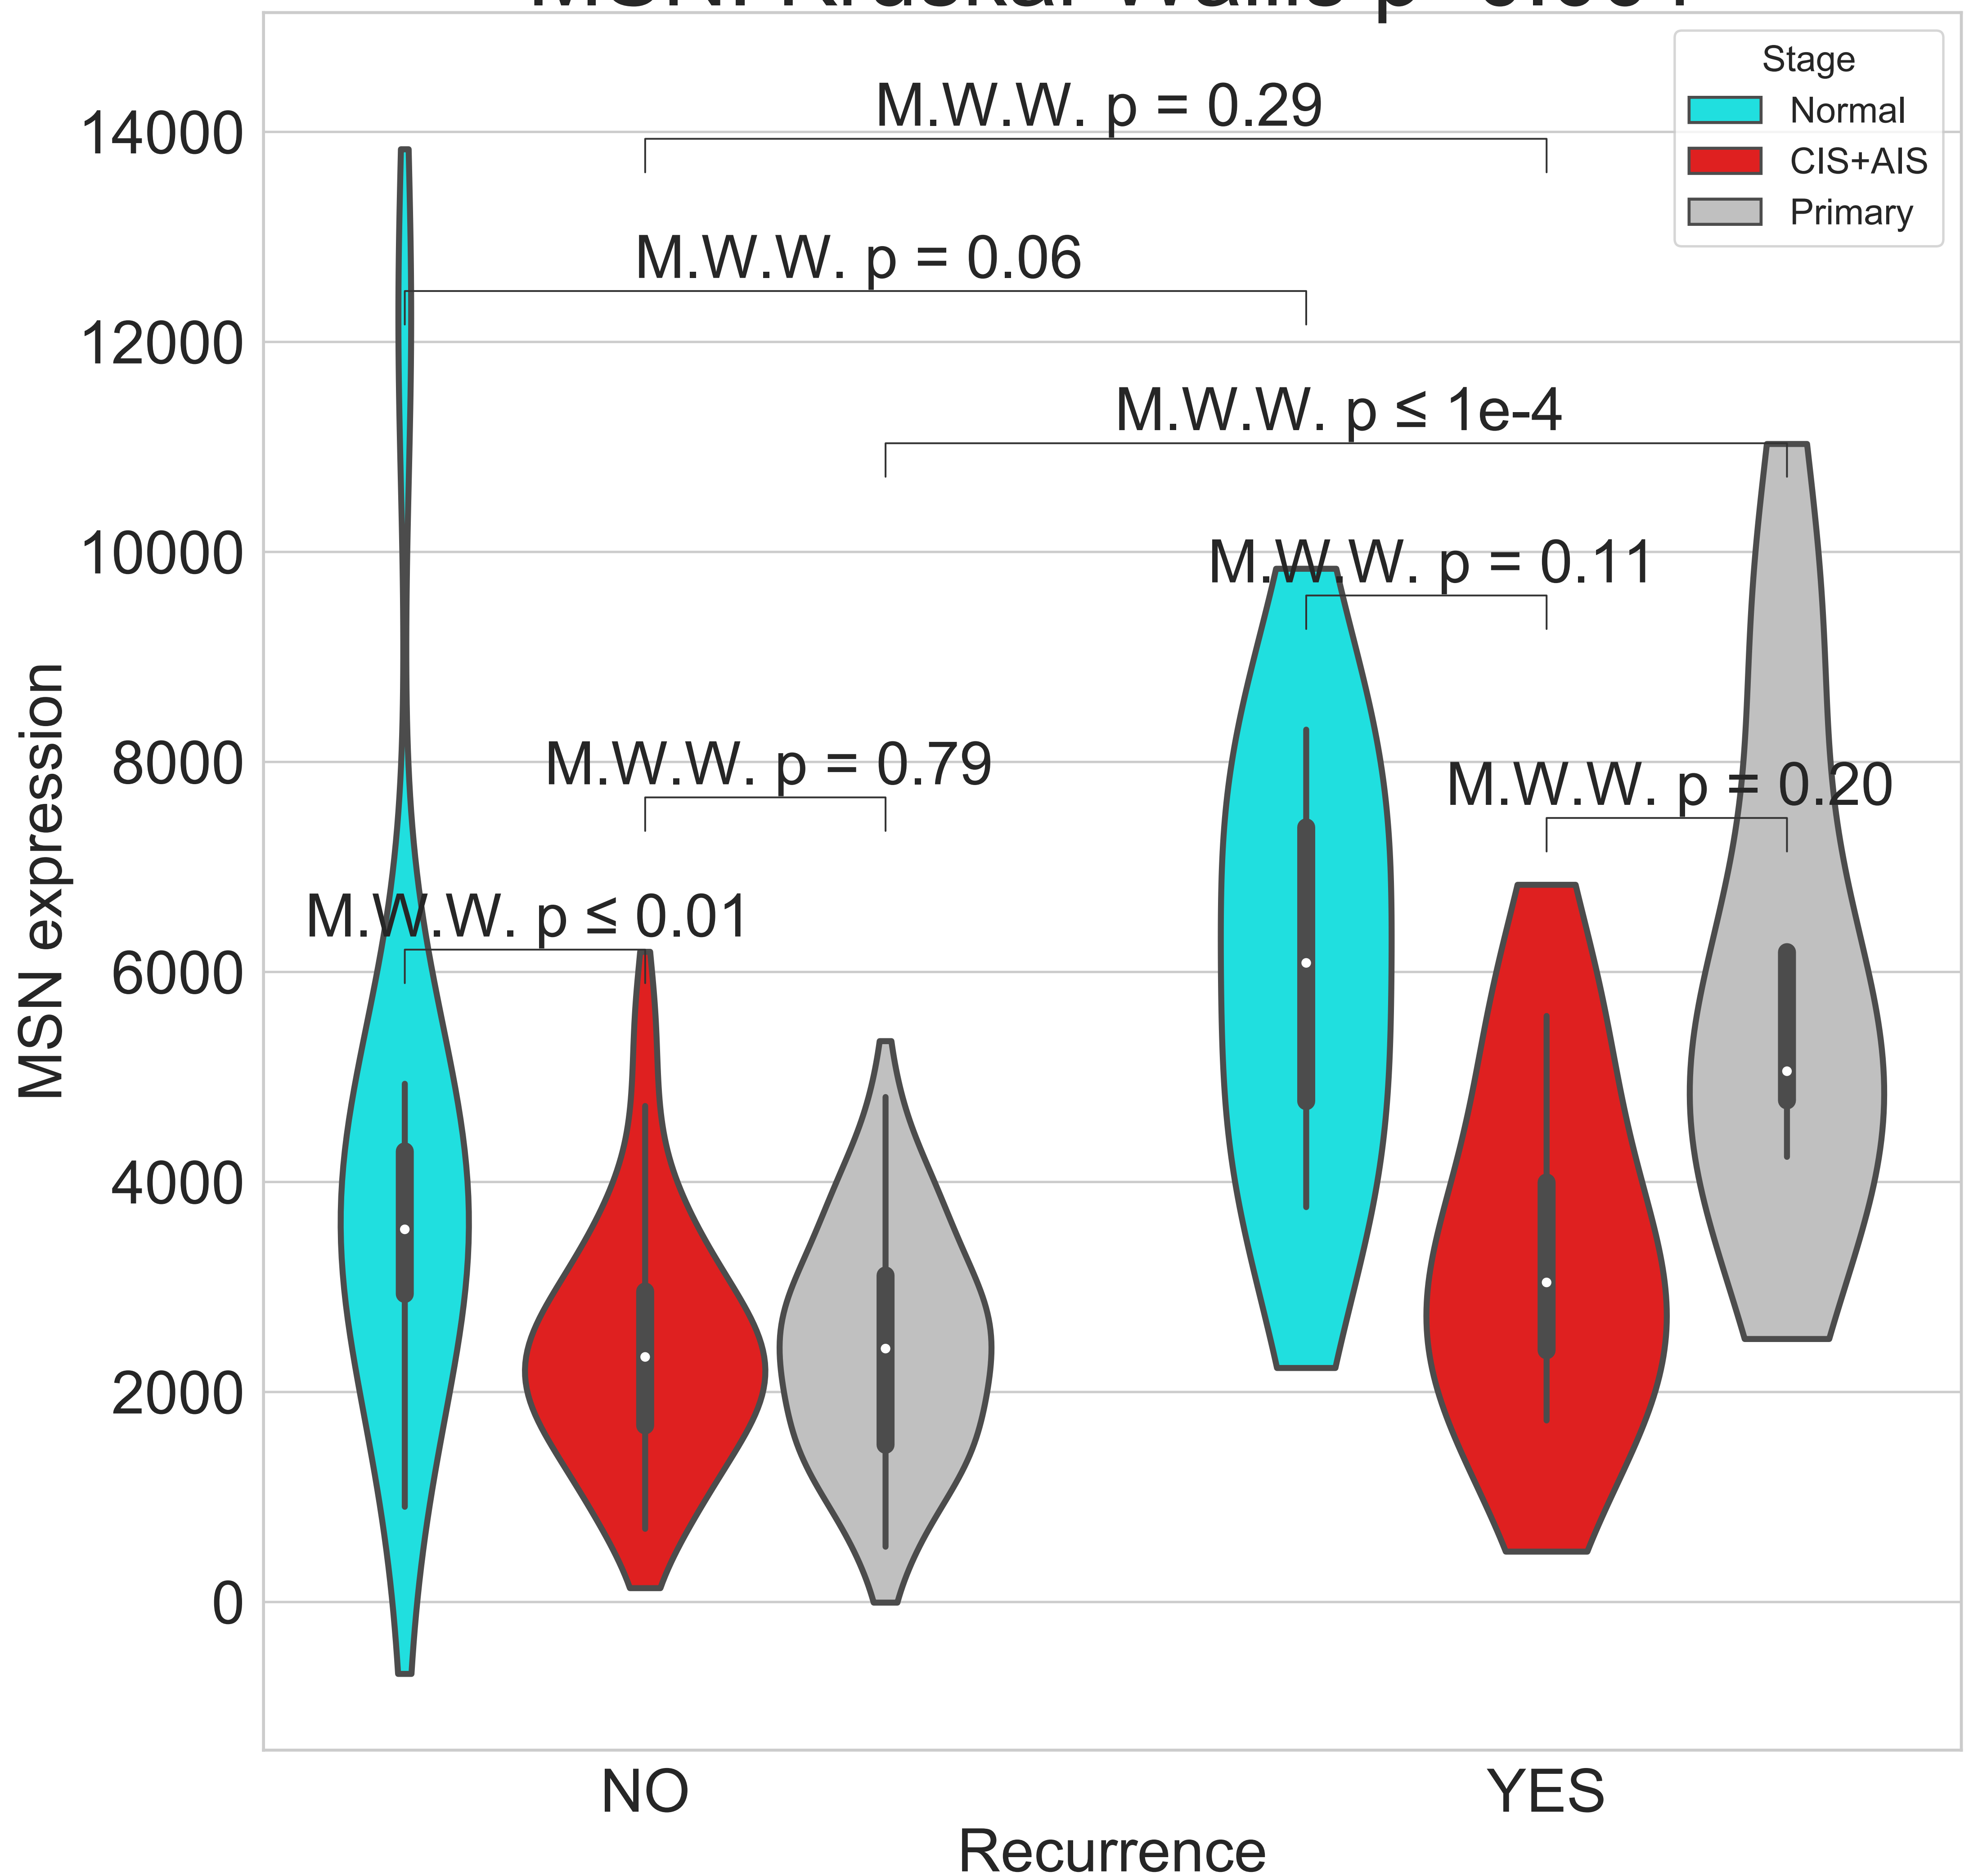 Stage
Normal
CIS+AIS
Primary
M.W.W. p = 0.29
M.W.W. p = 0.06
M.W.W. p ≤ 1e-4
M.W.W. p = 0.11
M.W.W. p = 0.79
M.W.W. p = 0.20
M.W.W. p ≤ 0.01
14000
12000
10000
8000
6000
4000
2000
0
MSN expression
NO
YES
Recurrence